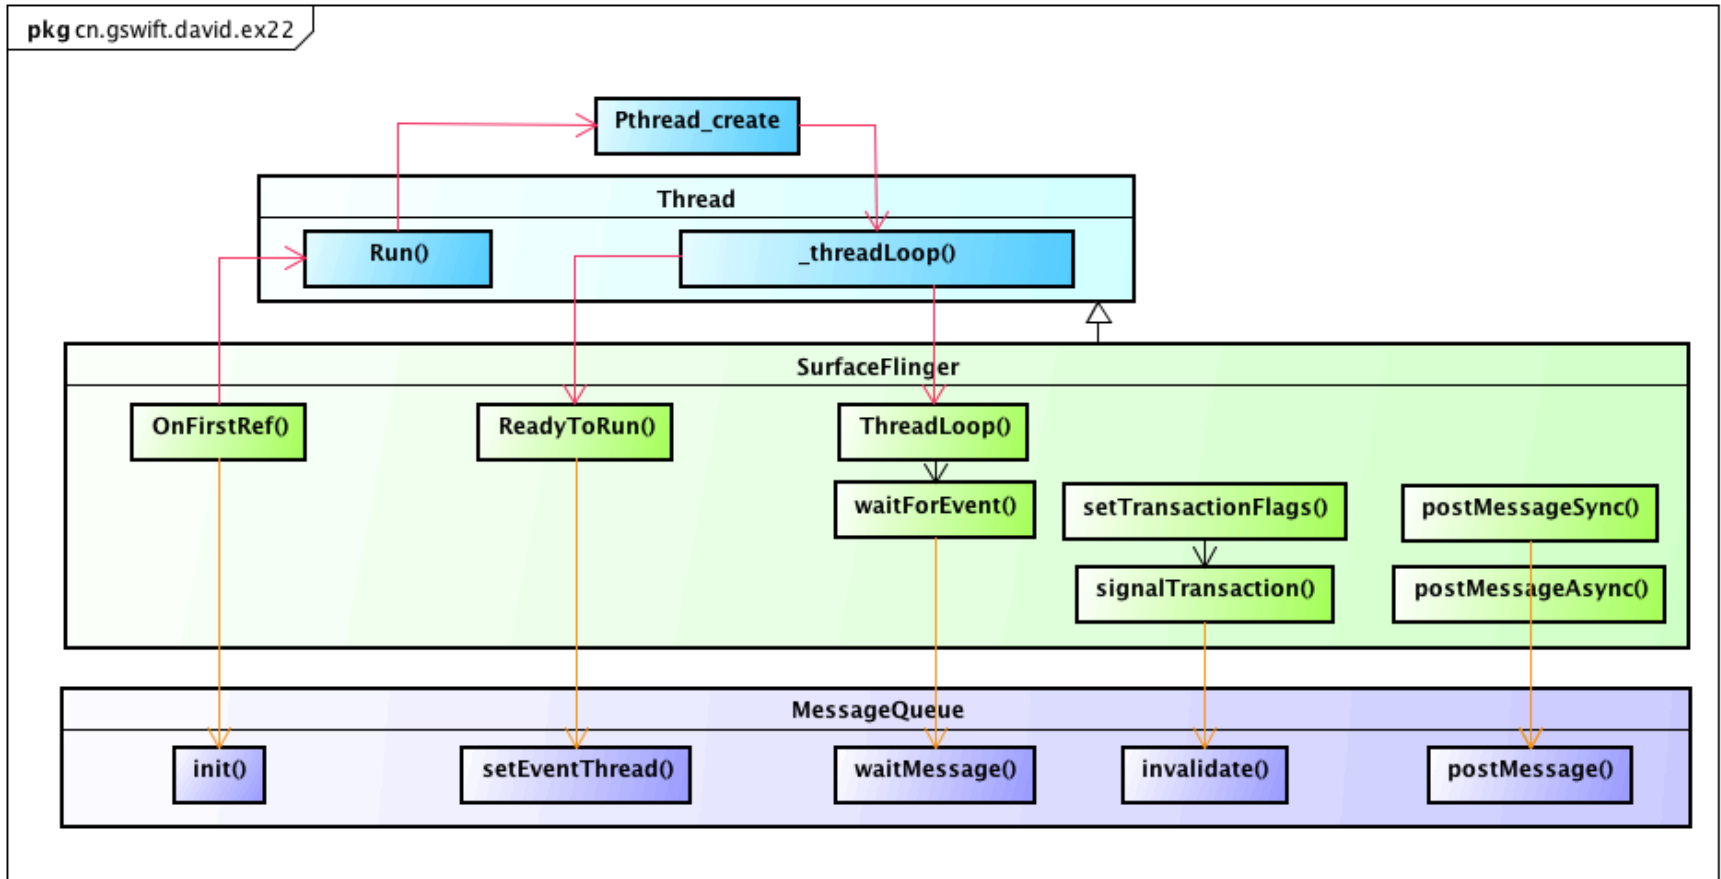 pkg cn.gswift.david.ex22
Pthread_create
Thread
Run()
_threadLoop()
SurfaceFlinger
OnFirstRef()
ReadyToRun()
ThreadLoop()
waitForEvent()
setTransactionFlags()
postMessageSync()
signalTransaction()
postMessageAsync()
MessageQueue
init()
setEventThread()
waitMessage()
invalidate()
postMessage()